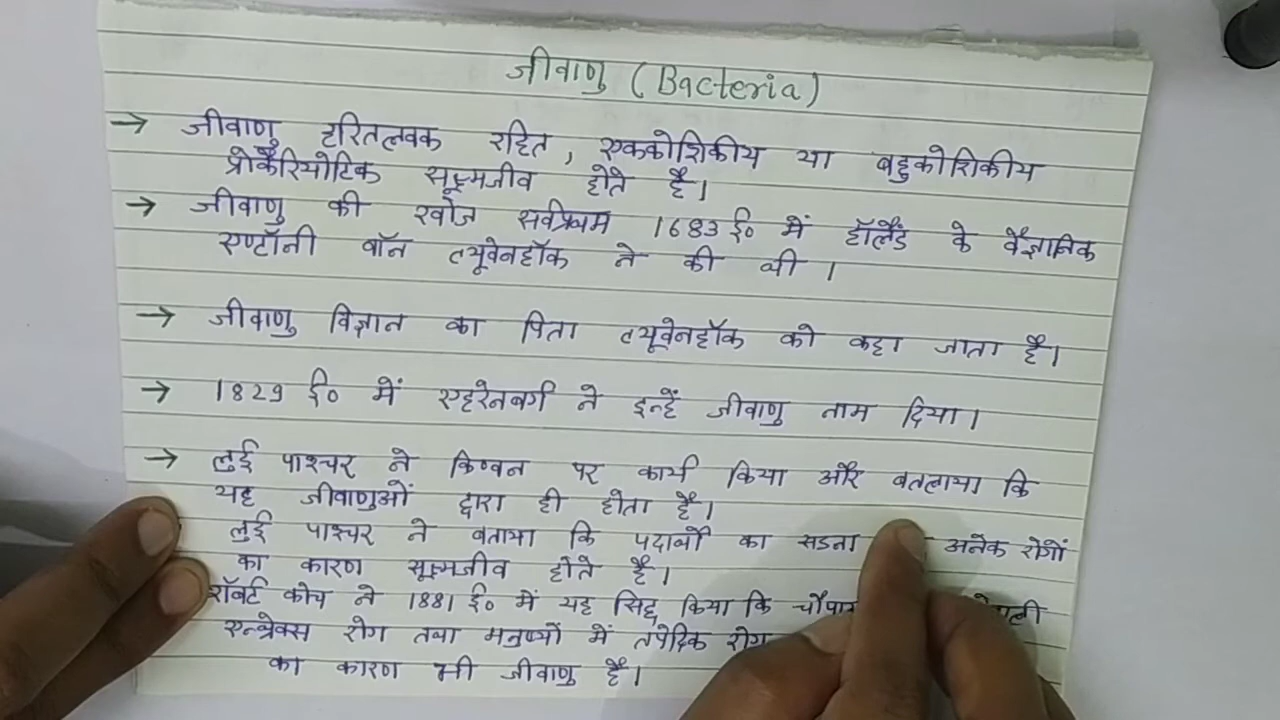 जीवाणु (Bacteria)
→ जीवाणु हरितलवक रहित, एककोशिकीय या बहुकोशिकीय
प्रोकैरियोटिक सूक्ष्मजीव होते है।
→ जीवाणु की खोज सर्वप्रथम 1683 ई० में हॉलैंड के वैज्ञानिक
एण्टॉनी वॉन ल्यूवेनहॉक ने की थी।
→ जीवाणु विज्ञान का पिता ल्यूवेनहॉक को कहा जाता है।
→ 1829 ई० में एहरेनबर्ग ने इन्हें जीवाणु नाम दिया।
→ लुई पाश्चर ने किण्वन पर कार्य किया और बतलाया कि
यह जीवाणुओं द्वारा ही होता है।
लुई पाश्चर ने बताया कि पदार्थों का सडना अनेक रोगों
का कारण सूक्ष्मजीव होते है।
रॉबर्ट कोच ने 1881 ई० में यह सिद्द किया कि
एन्थ्रेक्स रोग तथा मनुष्यों में तपेदिक रोग
का कारण भी जीवाणु है।